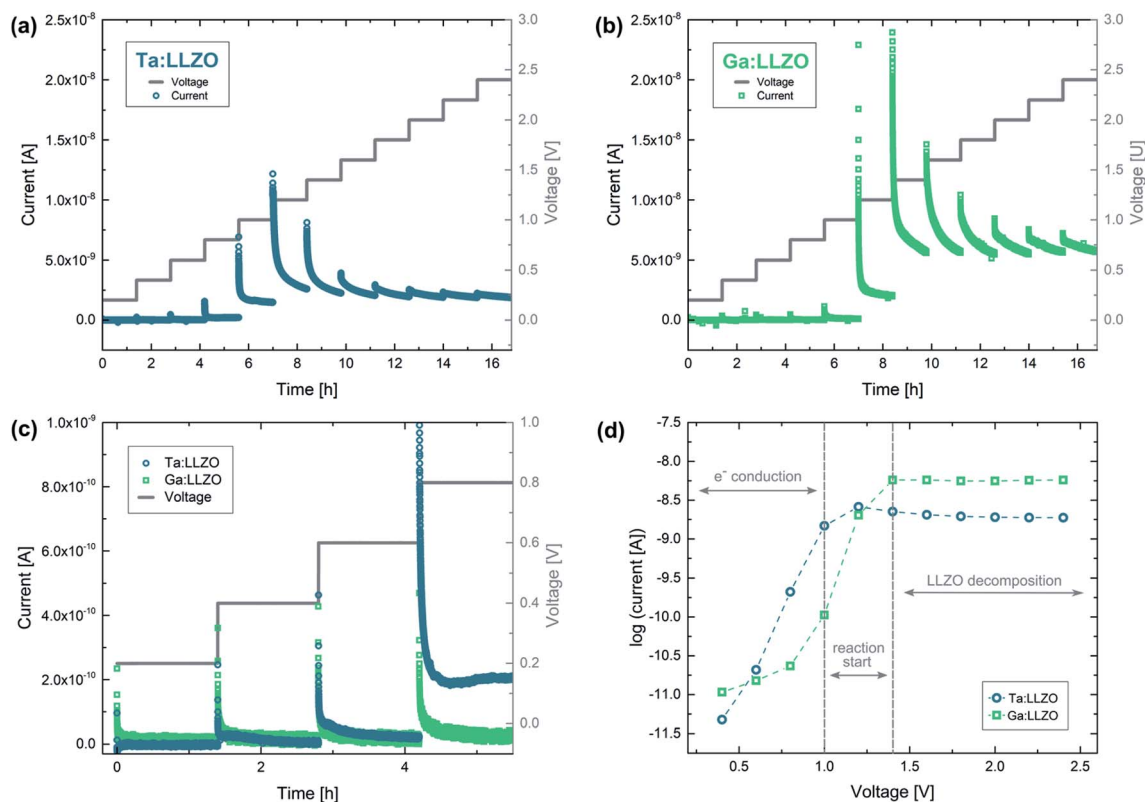 (a)
2.5x10⁻⁸
2.0x10⁻⁸
1.5x10⁻⁸
1.0x10⁻⁸
5.0x10⁻⁹
0.0
Current [A]
Ta:LLZO
Voltage
Current
3.0
2.5
2.0
1.5
1.0
0.5
0.0
Voltage [V]
0 2 4 6 8 10 12 14 16
Time [h]
(b)
2.5x10⁻⁸
2.0x10⁻⁸
1.5x10⁻⁸
1.0x10⁻⁸
5.0x10⁻⁹
0.0
Current [A]
Ga:LLZO
Voltage
Current
3.0
2.5
2.0
1.5
1.0
0.5
0.0
Voltage [U]
0 2 4 6 8 10 12 14 16
Time [h]
(c)
1.0x10⁻⁹
8.0x10⁻¹⁰
6.0x10⁻¹⁰
4.0x10⁻¹⁰
2.0x10⁻¹⁰
0.0
Current [A]
Ta:LLZO
Ga:LLZO
Voltage
1.0
0.8
0.6
0.4
0.2
0.0
Voltage [V]
0 2 4
Time [h]
(d)
-7.5
-8.0
-8.5
-9.0
-9.5
-10.0
-10.5
-11.0
-11.5
log (current [A])
e⁻ conduction
LLZO decomposition
reaction
start
Ta:LLZO
Ga:LLZO
0.5 1.0 1.5 2.0 2.5
Voltage [V]